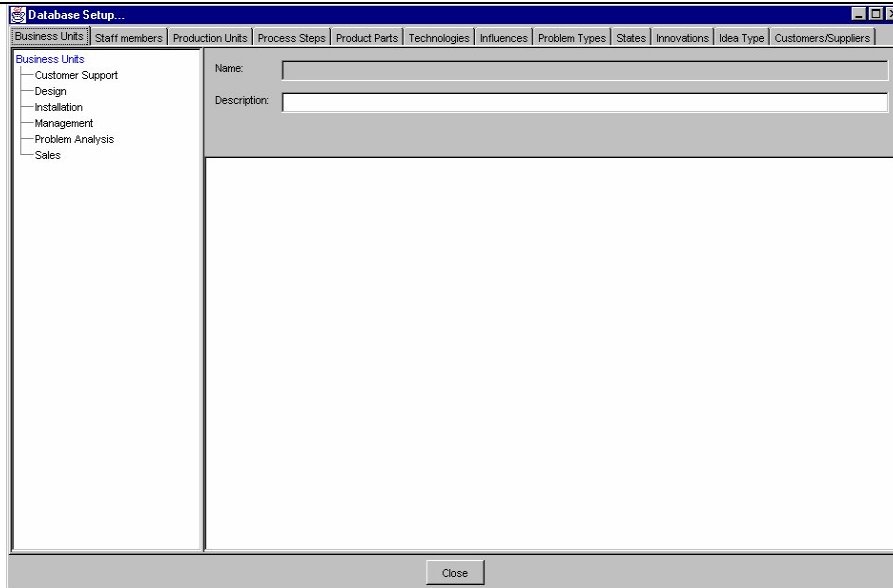 Database Setup...
Business Units Staff members Production Units Process Steps Product Parts Technologies Influences Problem Types States Innovations Idea Type Customers/Suppliers
Business Units
Customer Support
Design
Installation
Management
Problem Analysis
Sales
Name:
Description:
Close